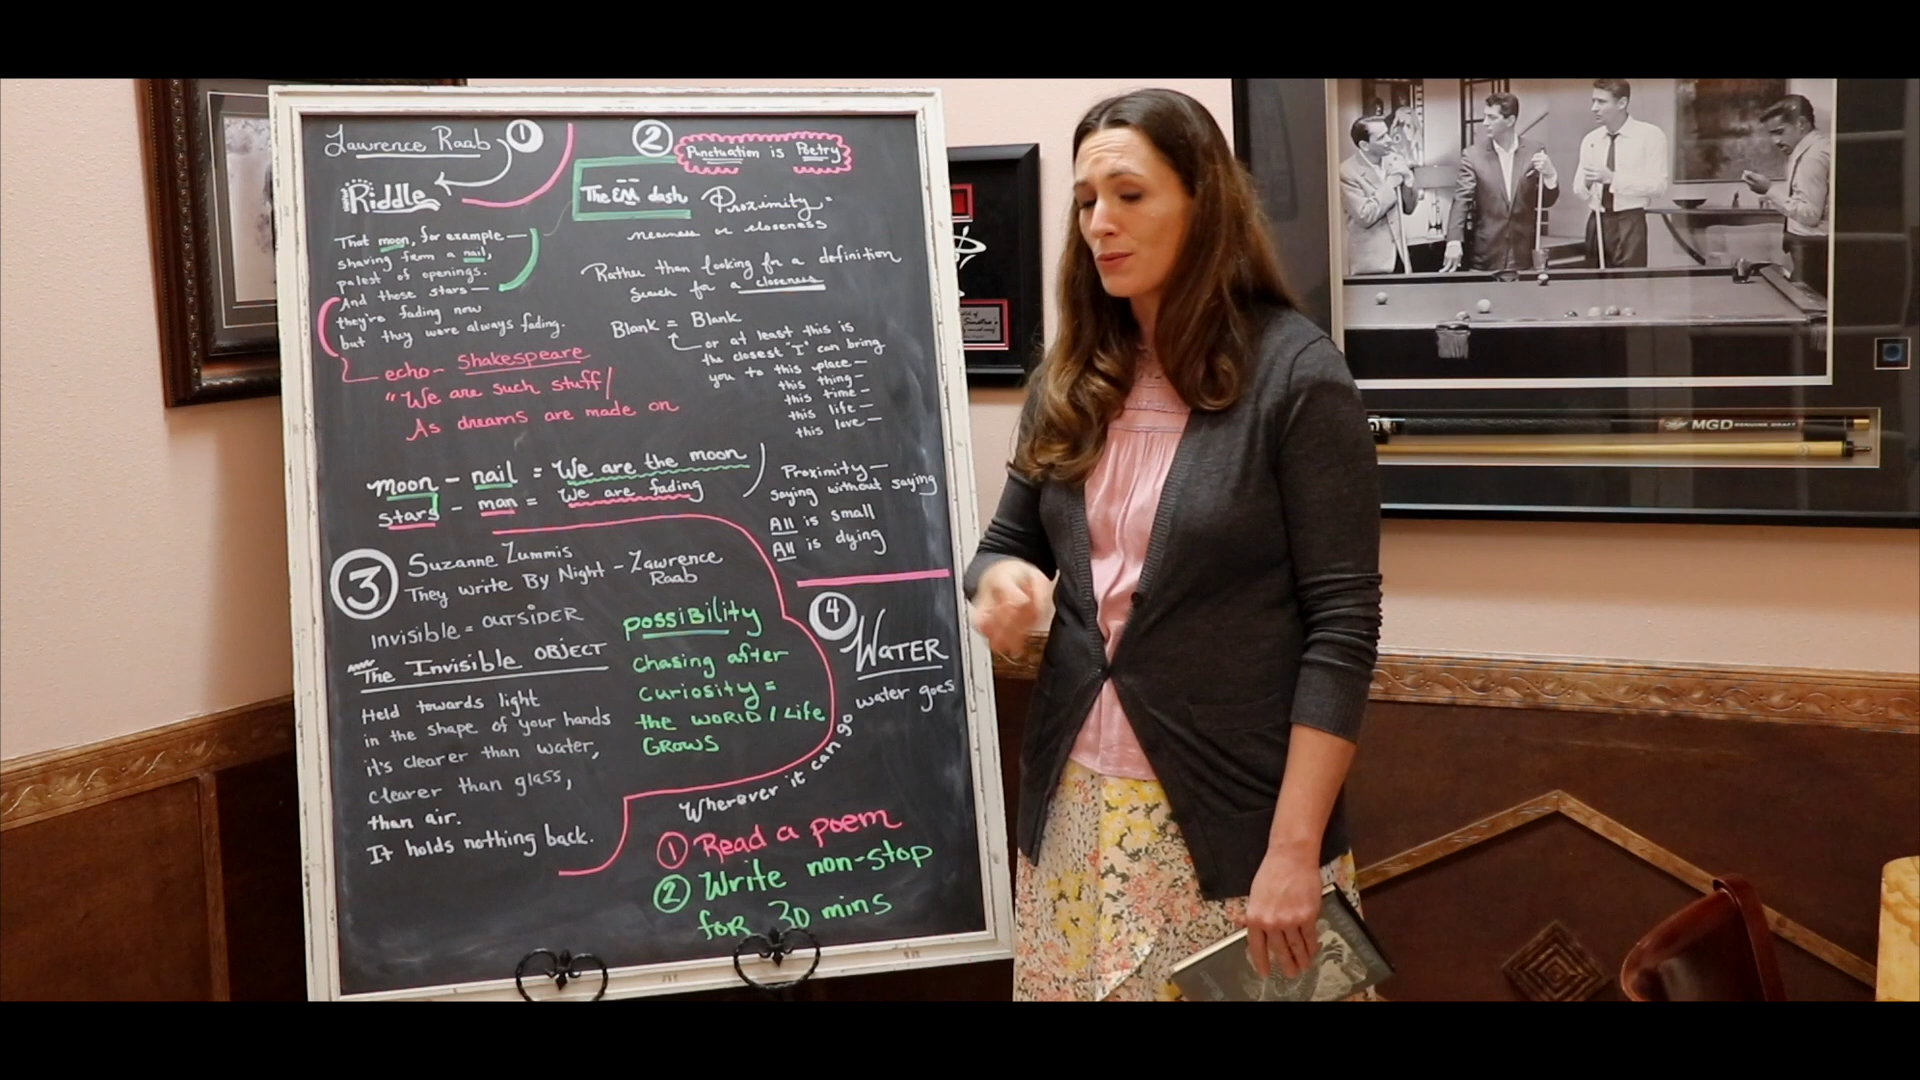 Lawrence Raab 1
Riddle
That moon, for example —
shaving from a nail,
palest of openings.
And those stars —
they're fading now
but they were always fading.
echo - Shakespeare
"We are such stuff /
As dreams are made on
moon - nail = We are the moon
stars - man = We are fading
2 Punctuation is Poetry
The EM dash
Proximity =
nearness or closeness
Rather than looking for a definition
Search for a closeness
Blank = Blank
or at least this is
the closest "I" can bring
you to this place —
this thing —
this time —
this life —
this love —
Proximity —
saying without saying
All is small
All is dying
3 Suzanne Zummis
They write By Night - Lawrence
Raab
Invisible = OUTSIDER
The Invisible OBJECT
Held towards light
in the shape of your hands
it's clearer than water,
clearer than glass,
than air.
It holds nothing back.
possibility
chasing after
curiosity =
the WORLD / Life
GROWS
4 WATER
water goes
wherever it can go
1 Read a poem
2 Write non-stop
for 30 mins
MGD GENUINE DRAFT